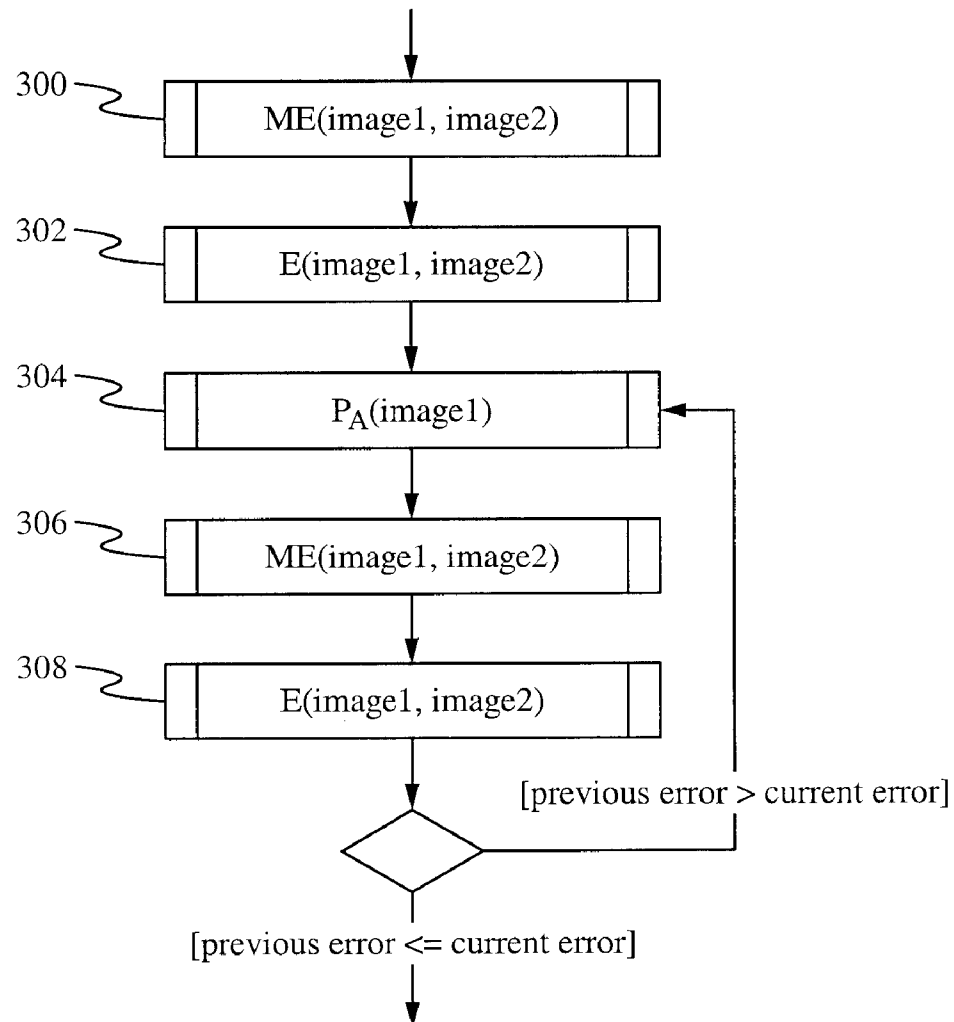 300
ME(image1, image2)
302
E(image1, image2)
304
P_A(image1)
306
ME(image1, image2)
308
E(image1, image2)
[previous error > current error]
[previous error <= current error]